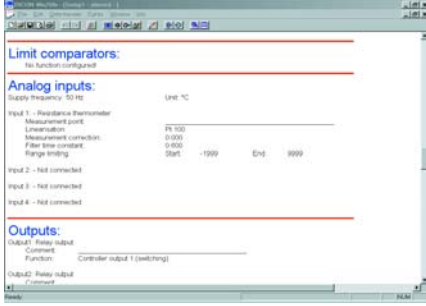 Limit comparators:
No function configured!
Analog inputs:
Supply frequency: 50 Hz Unit: °C
Input 1: - Resistance thermometer
Measurement point:
Linearisation: Pt 100
Measurement correction: 0.000
Filter time constant: 0.600
Range limiting: Start: -1999 End: 9999
Input 2: - Not connected
Input 3: - Not connected
Input 4: - Not connected
Outputs:
Output1: Relay output
Comment:
Function: Controller output 1 (switching)
Output2: Relay output
Comment:
Ready
NUM